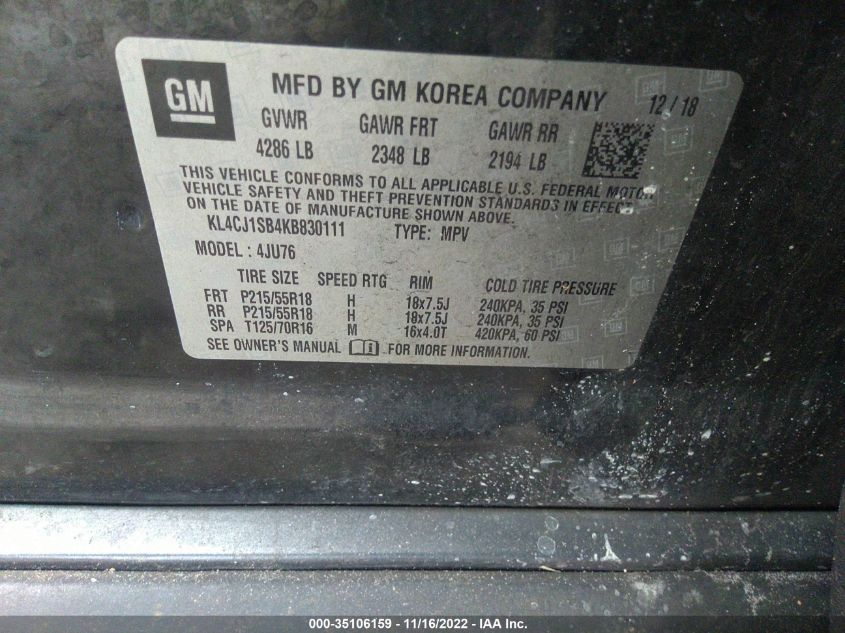 GM MFD BY GM KOREA COMPANY 12/18
GVWR GAWR FRT GAWR RR
4286 LB 2348 LB 2194 LB
THIS VEHICLE CONFORMS TO ALL APPLICABLE U.S. FEDERAL MOTOR
VEHICLE SAFETY AND THEFT PREVENTION STANDARDS IN EFFECT
ON THE DATE OF MANUFACTURE SHOWN ABOVE.
KL4CJ1SB4KB830111 TYPE: MPV
MODEL: 4JU76
TIRE SIZE SPEED RTG RIM COLD TIRE PRESSURE
FRT P215/55R18 H 18x7.5J 240KPA, 35 PSI
RR P215/55R18 H 18x7.5J 240KPA, 35 PSI
SPA T125/70R16 M 16x4.0T 420KPA, 60 PSI
SEE OWNER'S MANUAL FOR MORE INFORMATION.
000-35106159 - 11/16/2022 - IAA Inc.